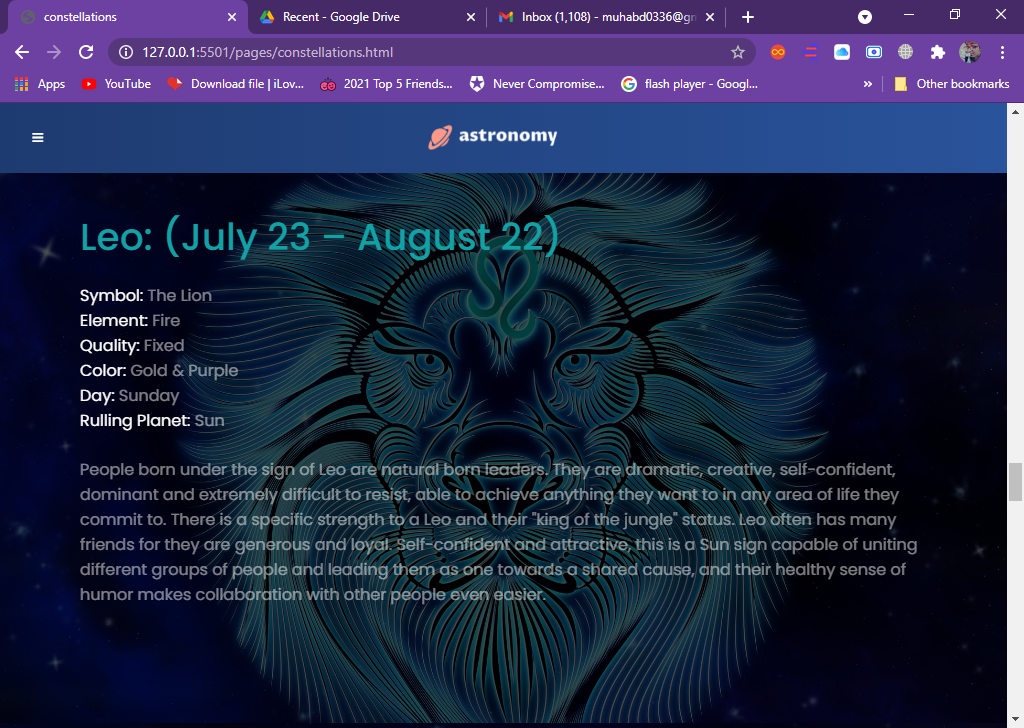 constellations
Recent - Google Drive
Inbox (1,108) - muhabd0336@gn
127.0.0.1:5501/pages/constellations.html
Apps
YouTube
Download file | iLov...
2021 Top 5 Friends...
Never Compromise...
flash player - Googl...
»
Other bookmarks
astronomy
Leo: (July 23 – August 22)
Symbol: The Lion
Element: Fire
Quality: Fixed
Color: Gold & Purple
Day: Sunday
Rulling Planet: Sun
People born under the sign of Leo are natural born leaders. They are dramatic, creative, self-confident,
dominant and extremely difficult to resist, able to achieve anything they want to in any area of life they
commit to. There is a specific strength to a Leo and their "king of the jungle" status. Leo often has many
friends for they are generous and loyal. Self-confident and attractive, this is a Sun sign capable of uniting
different groups of people and leading them as one towards a shared cause, and their healthy sense of
humor makes collaboration with other people even easier.